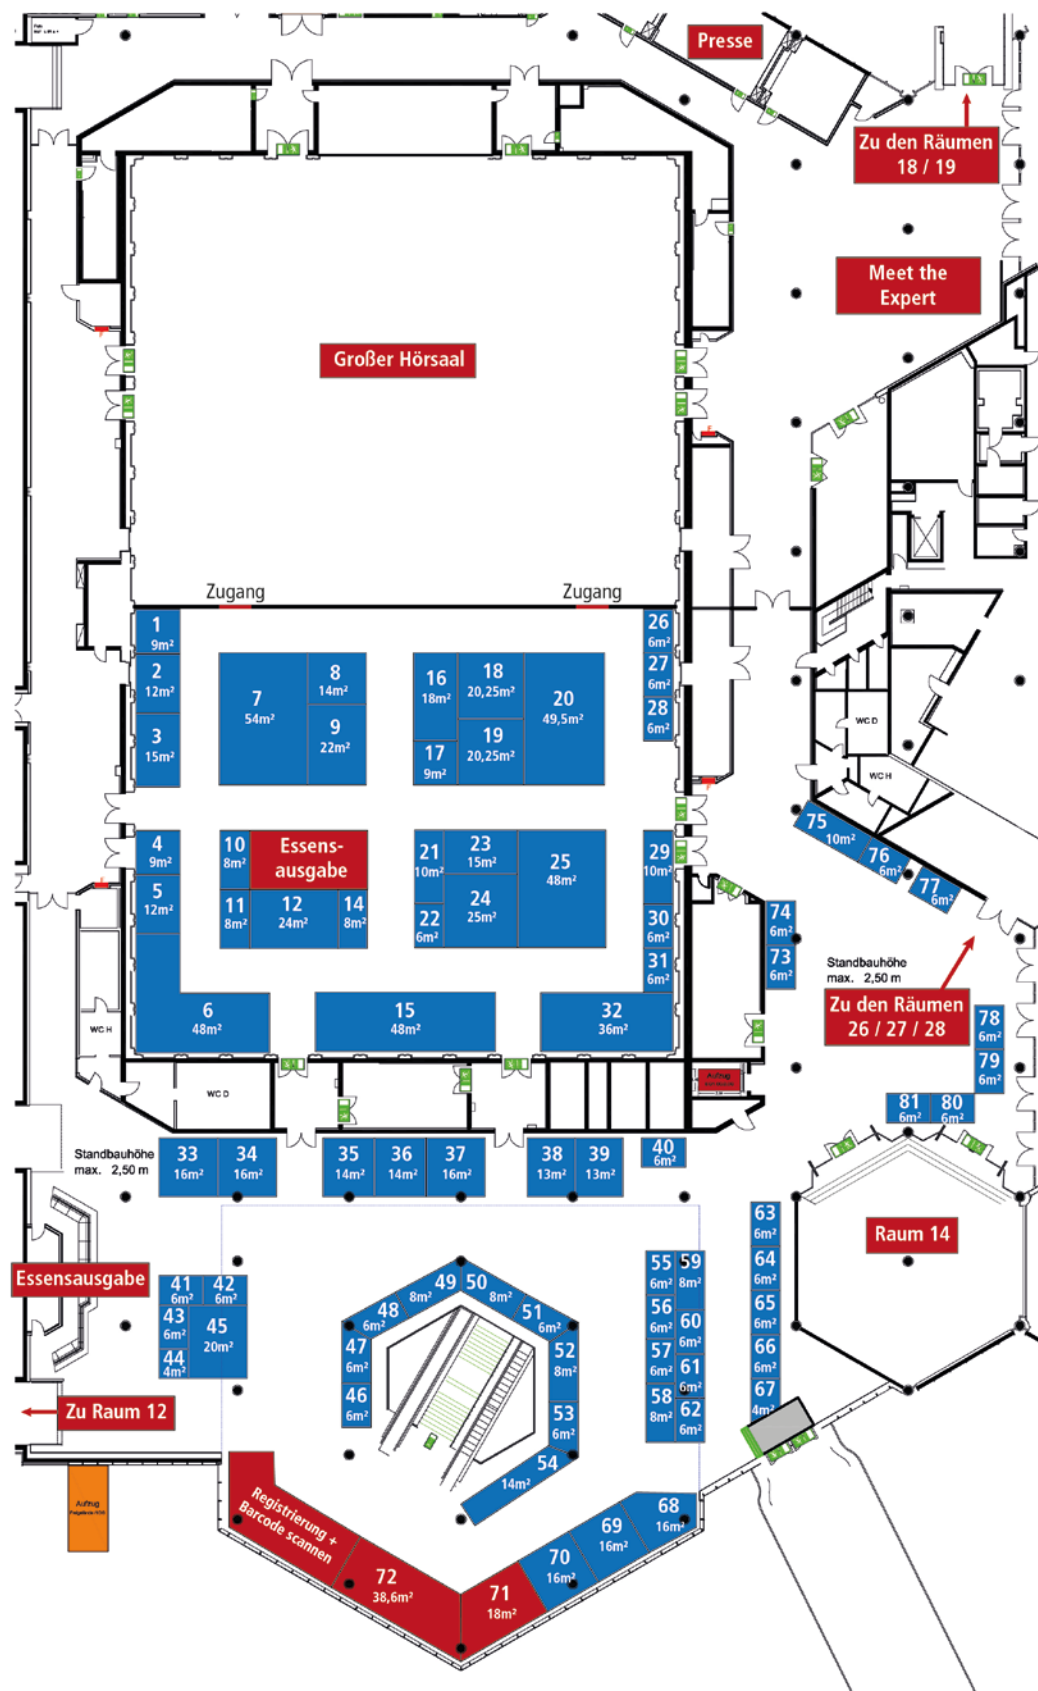 Presse
Zu den Räumen
18 / 19
Meet the
Expert
Großer Hörsaal
Zugang
Zugang
1
9m²
2
12m²
3
15m²
7
54m²
8
14m²
9
22m²
16
18m²
17
9m²
18
20,25m²
19
20,25m²
20
49,5m²
26
6m²
27
6m²
28
6m²
WC D
WC H
4
9m²
5
12m²
6
48m²
10
8m²
Essens-
ausgabe
11
8m²
12
24m²
14
8m²
15
48m²
21
10m²
22
6m²
23
15m²
24
25m²
25
48m²
29
10m²
30
6m²
31
6m²
32
36m²
75
10m²
76
6m²
77
6m²
74
6m²
73
6m²
Standbauhöhe
max. 2,50 m
Zu den Räumen
26 / 27 / 28
78
6m²
79
6m²
81
6m²
80
6m²
WC H
WC D
Aufzug
Standbauhöhe
max. 2,50 m
33
16m²
34
16m²
35
14m²
36
14m²
37
16m²
38
13m²
39
13m²
40
6m²
Raum 14
Essensausgabe
41
6m²
42
6m²
43
6m²
44
4m²
45
20m²
46
6m²
47
6m²
48
6m²
49
8m²
50
8m²
51
6m²
52
8m²
53
6m²
54
14m²
55
6m²
56
6m²
57
6m²
58
8m²
59
8m²
60
6m²
61
6m²
62
6m²
63
6m²
64
6m²
65
6m²
66
6m²
67
4m²
Zu Raum 12
Aufzug
Registrierung +
Barcode scannen
72
38,6m²
71
18m²
70
16m²
69
16m²
68
16m²